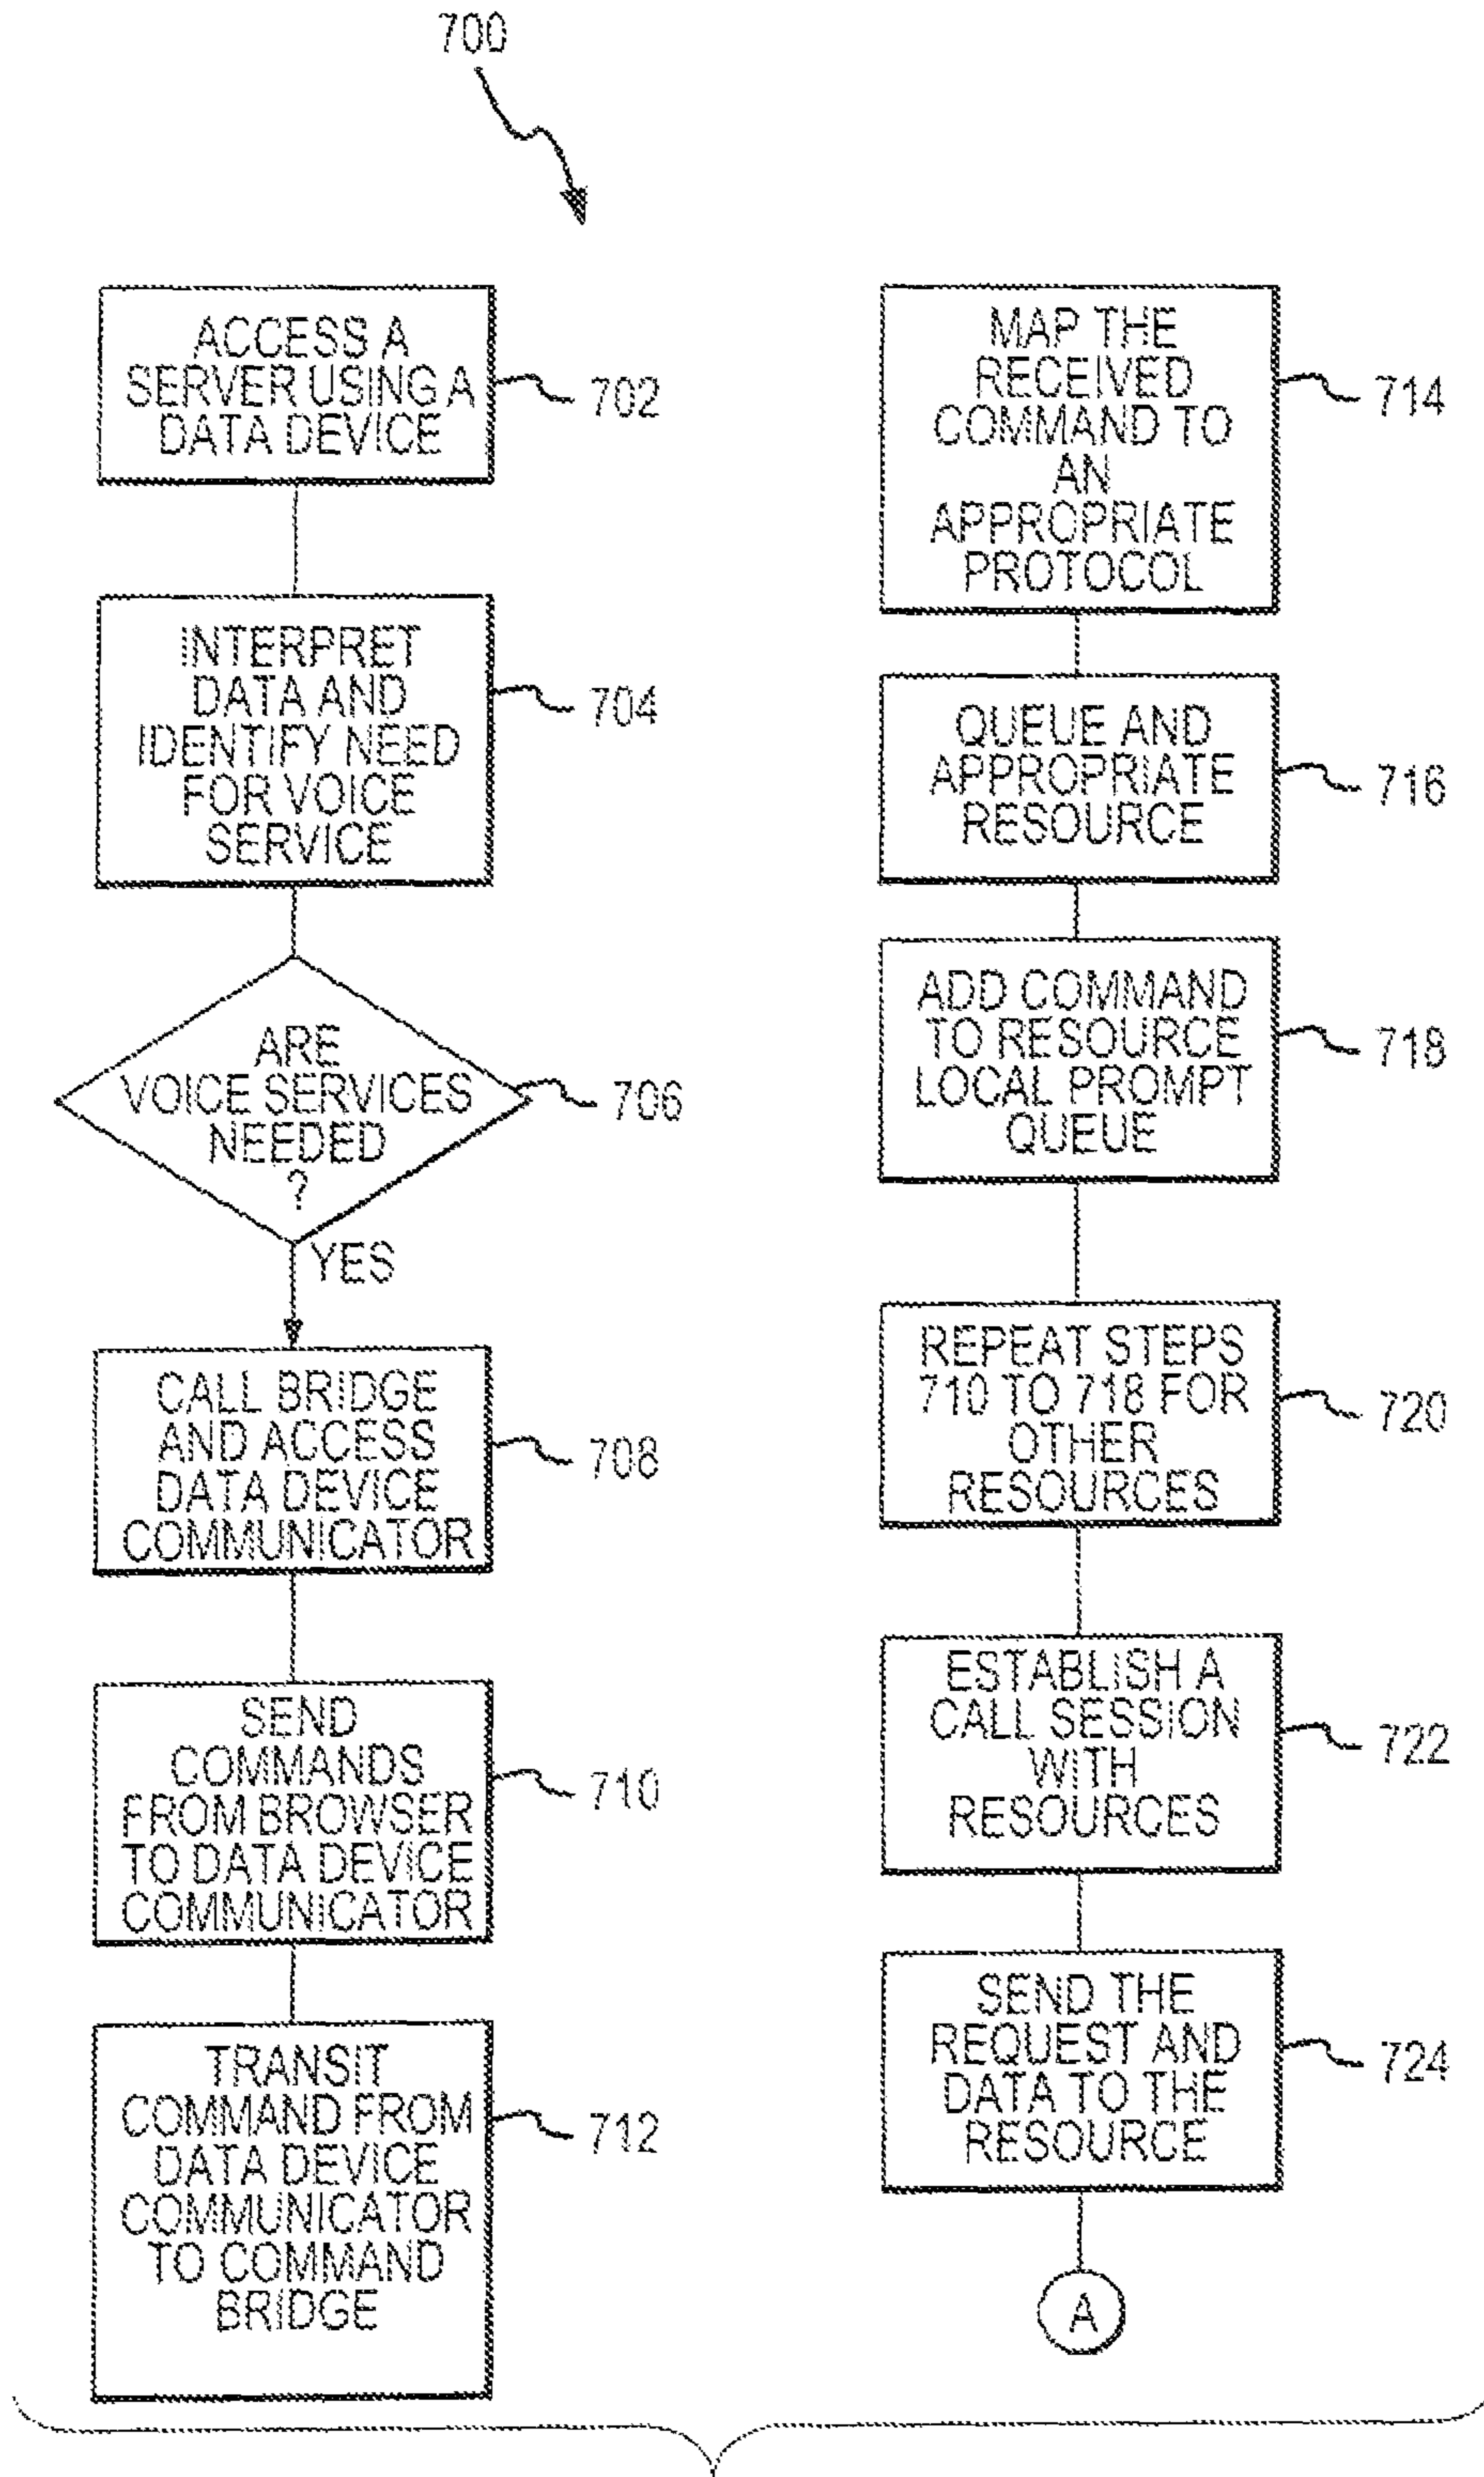 700
ACCESS A
SERVER USING A
DATA DEVICE
702
INTERPRET
DATA AND
IDENTIFY NEED
FOR VOICE
SERVICE
704
ARE
VOICE SERVICES
NEEDED
?
706
YES
CALL BRIDGE
AND ACCESS
DATA DEVICE
COMMUNICATOR
708
SEND
COMMANDS
FROM BROWSER
TO DATA DEVICE
COMMUNICATOR
710
TRANSIT
COMMAND FROM
DATA DEVICE
COMMUNICATOR
TO COMMAND
BRIDGE
712
MAP THE
RECEIVED
COMMAND TO
AN
APPROPRIATE
PROTOCOL
714
QUEUE AND
APPROPRIATE
RESOURCE
716
ADD COMMAND
TO RESOURCE
LOCAL PROMPT
QUEUE
718
REPEAT STEPS
710 TO 718 FOR
OTHER
RESOURCES
720
ESTABLISH A
CALL SESSION
WITH
RESOURCES
722
SEND THE
REQUEST AND
DATA TO THE
RESOURCE
724
A